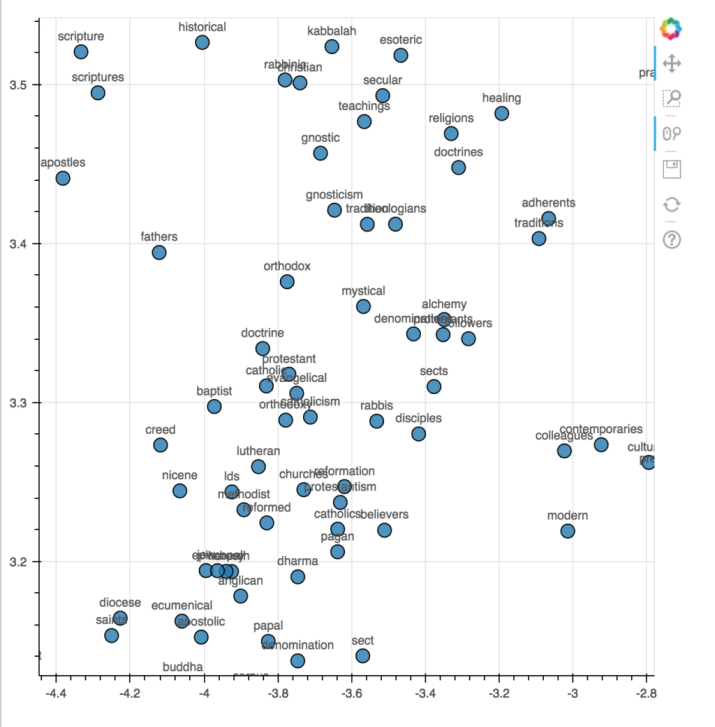 historical
kabbalah
scripture
esoteric
rabbinic
christian
pra
3.5
scriptures
secular
healing
teachings
religions
gnostic
doctrines
apostles
gnosticism
adherents
tradition
theologians
traditions
3.4
fathers
orthodox
mystical
alchemy
denominations
protestants
followers
doctrine
protestant
catholic
evangelical
sects
baptist
3.3
orthodoxy
catholicism
rabbis
disciples
creed
contemporaries
colleagues
lutheran
cultu
nicene
lds
churches
reformation
methodist
protestantism
reformed
catholics
believers
modern
pagan
3.2
dharma
anglican
diocese
ecumenical
saints
apostolic
papal
denomination
sect
buddha
-4.4
-4.2
-4
-3.8
-3.6
-3.4
-3.2
-3
-2.8